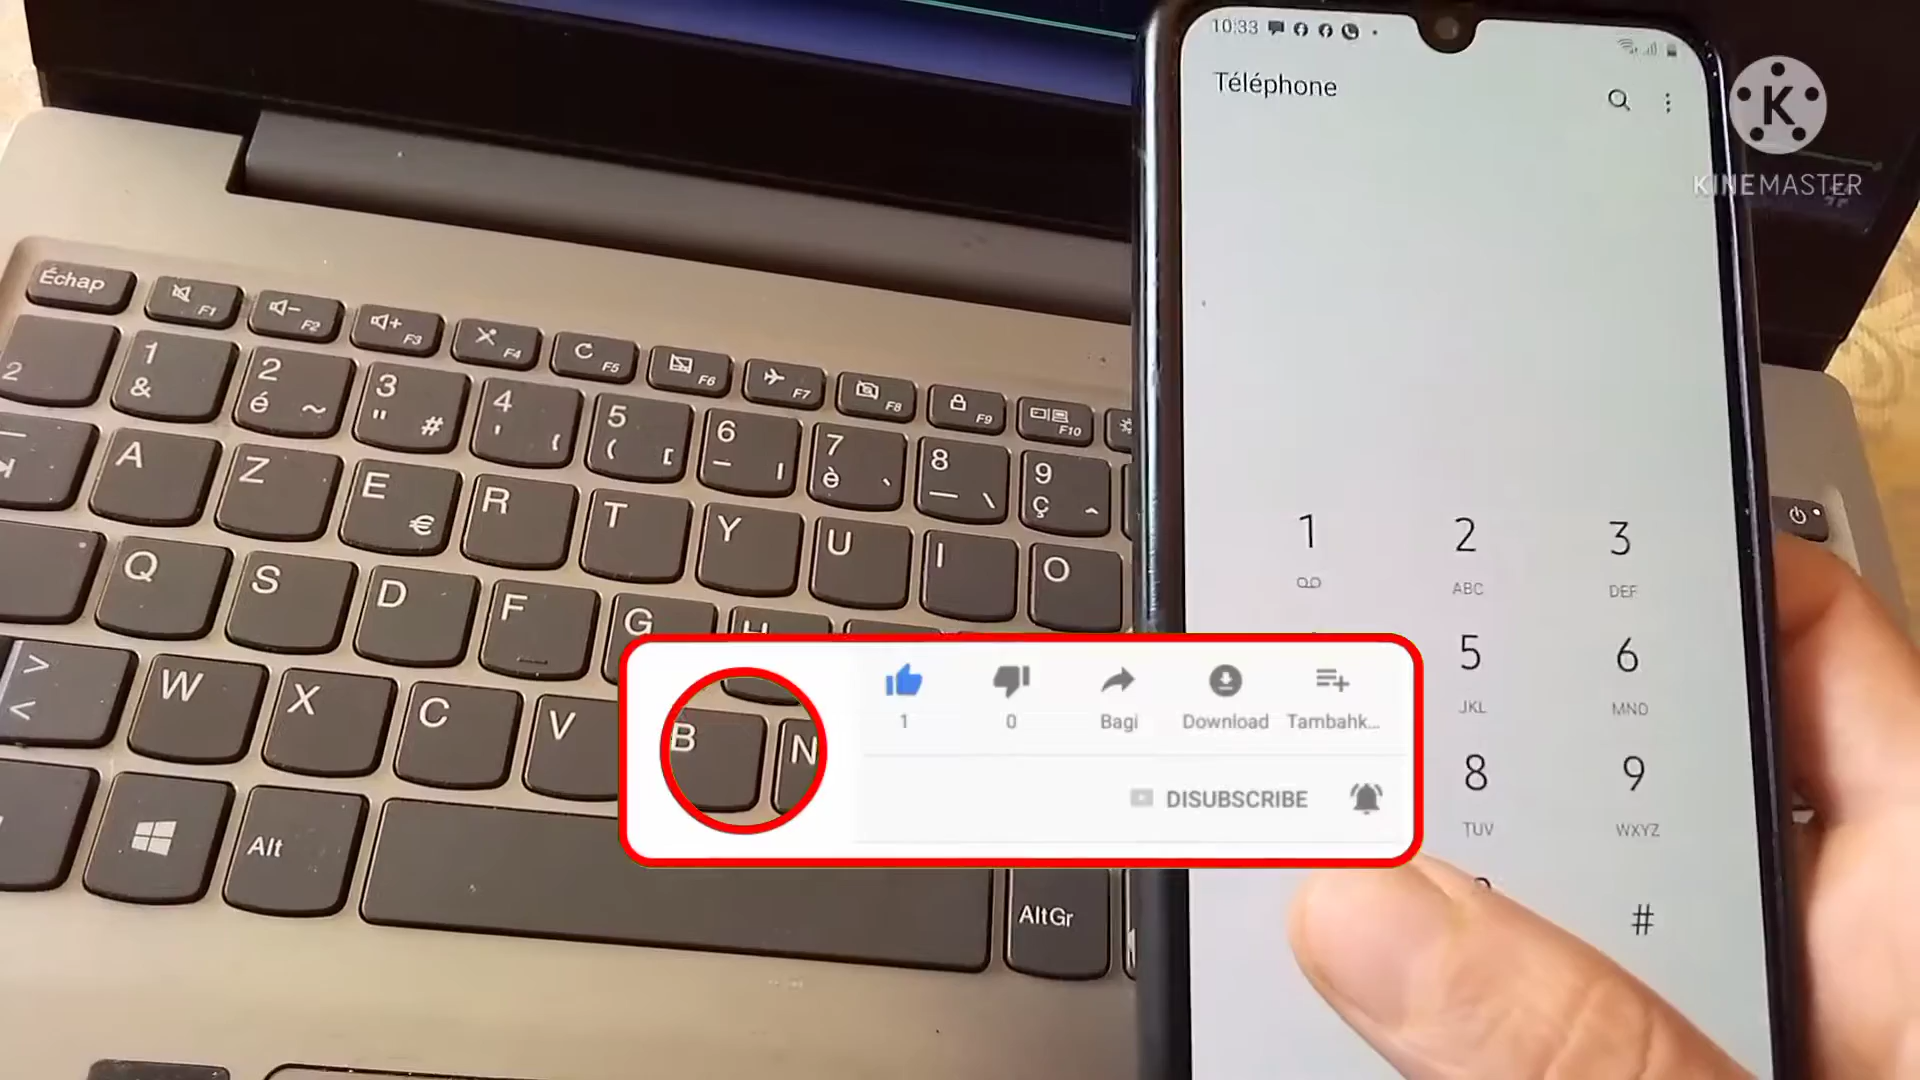 10:33
Téléphone
K
KINEMASTER
Échap
F1
F2
F3
F4
F5
F6
F7
F8
F9
F10
2
1
&
2
é ~
3
" #
4
' (
5
( [
6
7
è `
8
_ \
9
ç ^
A Z E € R T Y U I O
Q S D F G H
>
<
W X C V B N
Alt
AltGr
1
2
ABC
3
DEF
5
JKL
6
MNO
8
TUV
9
WXYZ
#
1
0
Bagi
Download
Tambahk...
DISUBSCRIBE